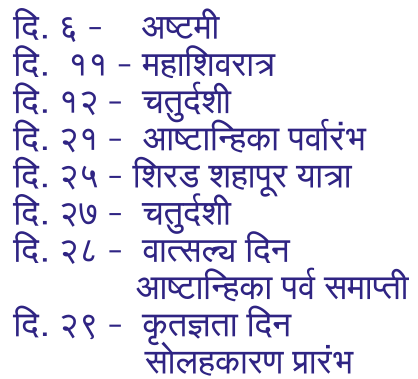 दि. ६ - अष्टमी
दि. ११ - महाशिवरात्र
दि. १२ - चतुर्दशी
दि. २१ - आष्टान्हिका पर्वारंभ
दि. २५ - शिरड शहापूर यात्रा
दि. २७ - चतुर्दशी
दि. २८ - वात्सल्य दिन
आष्टान्हिका पर्व समाप्ती
दि. २९ - कृतज्ञता दिन
सोलहकारण प्रारंभ